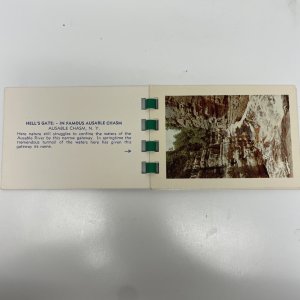 HELL'S GATE: - IN FAMOUS AUSABLE CHASM
AUSABLE CHASM, N. Y.
Here nature still struggles to confine the waters of the
Ausable River by this narrow gateway. In springtime the
tremendous turmoil of the waters here has given this
gateway its name.